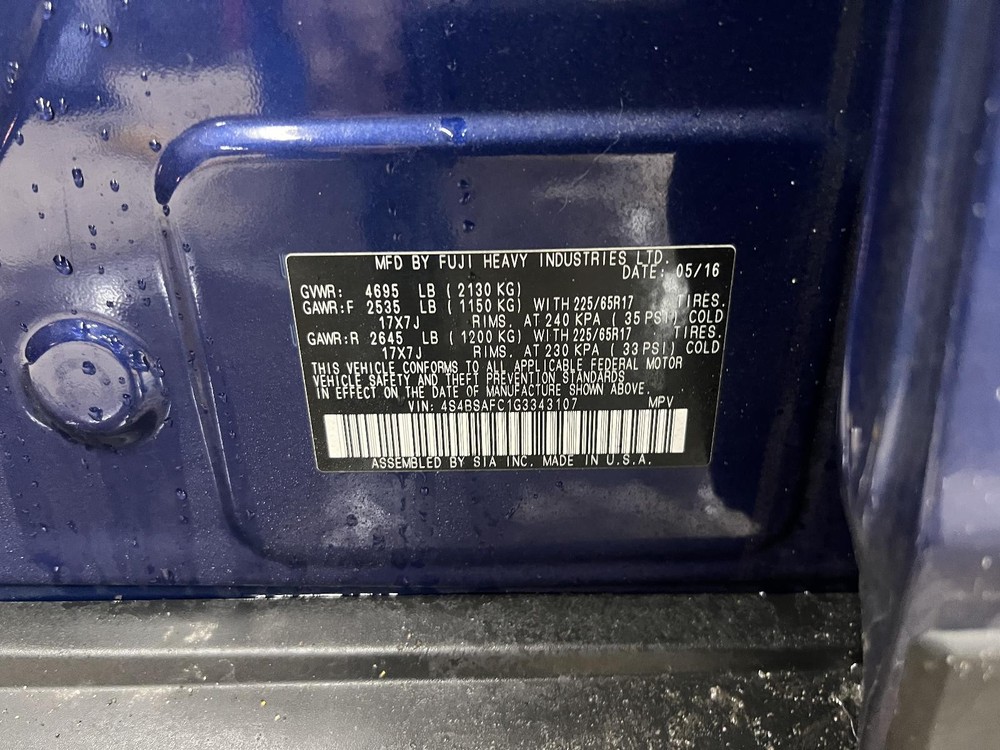 MFD BY FUJI HEAVY INDUSTRIES LTD.
DATE: 05/16
GVWR: 4695 LB ( 2130 KG)
GAWR:F 2535 LB ( 1150 KG) WITH 225/65R17 TIRES.
17X7J RIMS. AT 240 KPA ( 35 PSI) COLD
GAWR:R 2645 LB ( 1200 KG) WITH 225/65R17 TIRES.
17X7J RIMS. AT 230 KPA ( 33 PSI) COLD
THIS VEHICLE CONFORMS TO ALL APPLICABLE FEDERAL MOTOR
VEHICLE SAFETY AND THEFT PREVENTION STANDARDS
IN EFFECT ON THE DATE OF MANUFACTURE SHOWN ABOVE.
VIN: 4S4BSAFC1G3343107 MPV
ASSEMBLED BY SIA INC. MADE IN U.S.A.